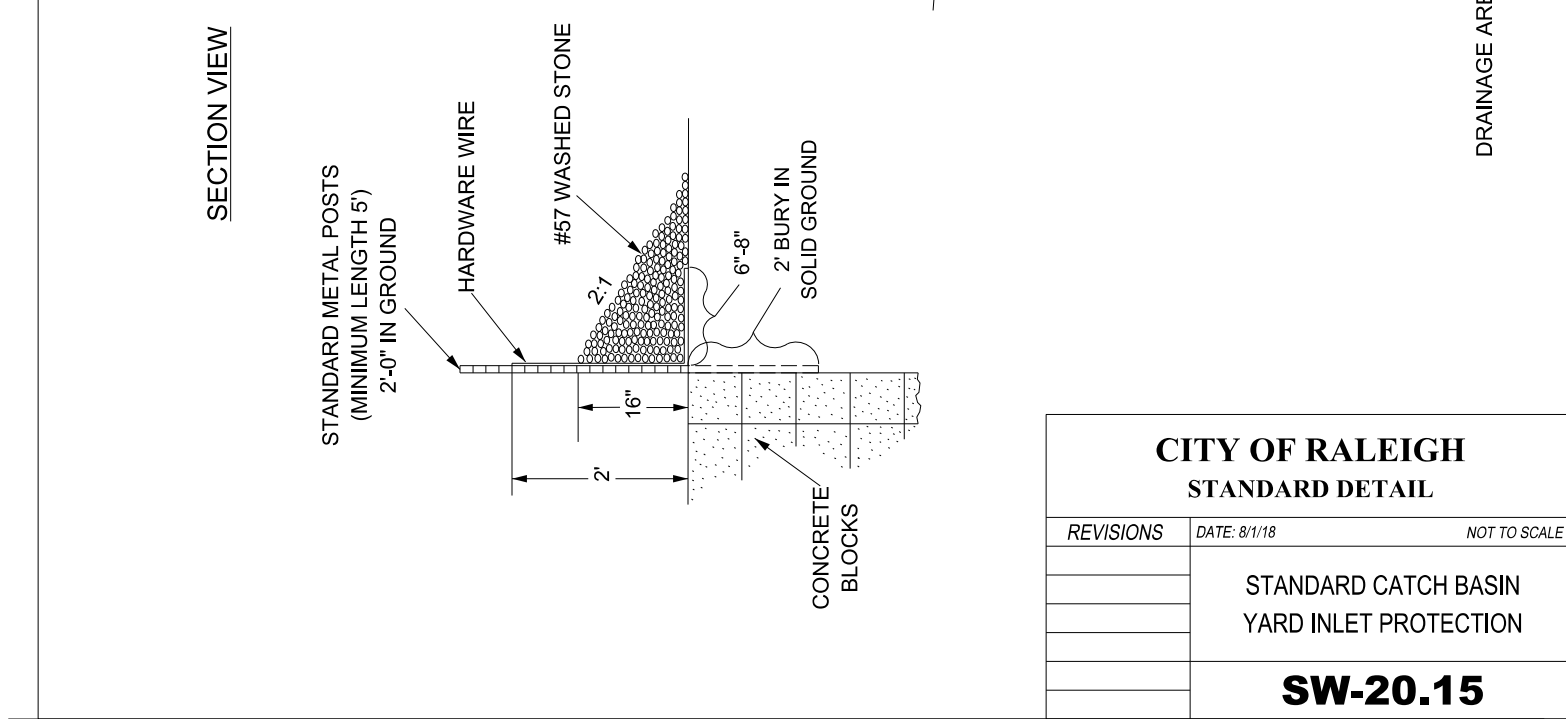 SECTION VIEW
STANDARD METAL POSTS
(MINIMUM LENGTH 5')
2'-0" IN GROUND
HARDWARE WIRE
#57 WASHED STONE
2:1
6"-8"
2' BURY IN
SOLID GROUND
16"
2'
CONCRETE
BLOCKS
DRAINAGE
CITY OF RALEIGH
STANDARD DETAIL
REVISIONS
DATE: 8/1/18
NOT TO SCALE
STANDARD CATCH BASIN
YARD INLET PROTECTION
SW-20.15